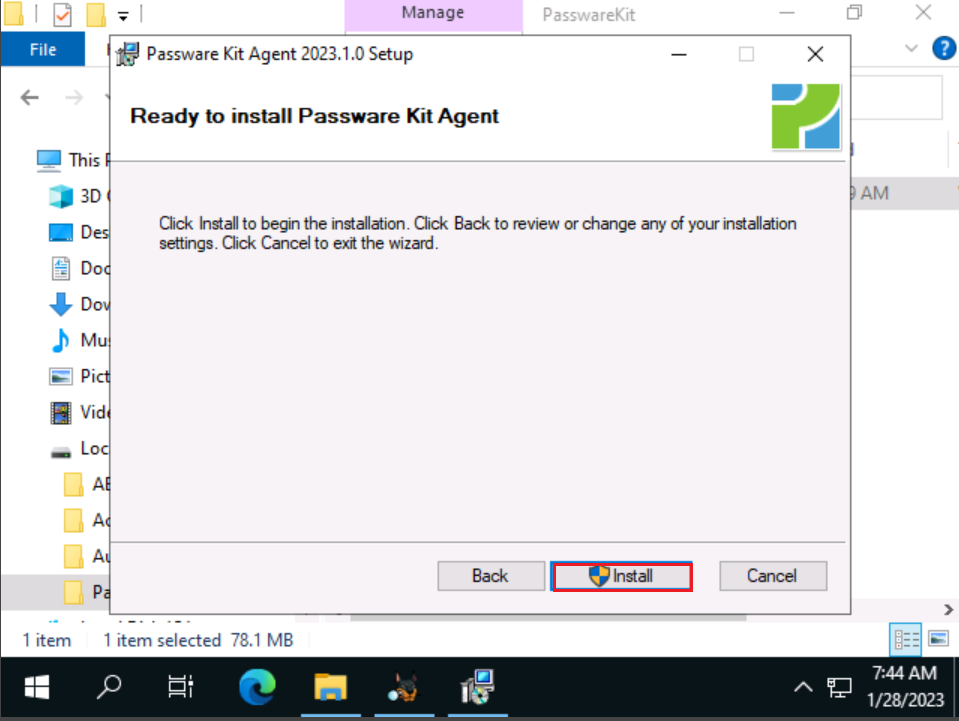 Manage
PasswareKit
File
Passware Kit Agent 2023.1.0 Setup
?
Ready to install Passware Kit Agent
This
3D
9 AM
Des
Doc
Click Install to begin the installation. Click Back to review or change any of your installation
settings. Click Cancel to exit the wizard.
Dow
Mus
Pict
Vide
Loc
AE
Ac
Au
Pa
Back
Install
Cancel
1 item
1 item selected 78.1 MB
7:44 AM
1/28/2023